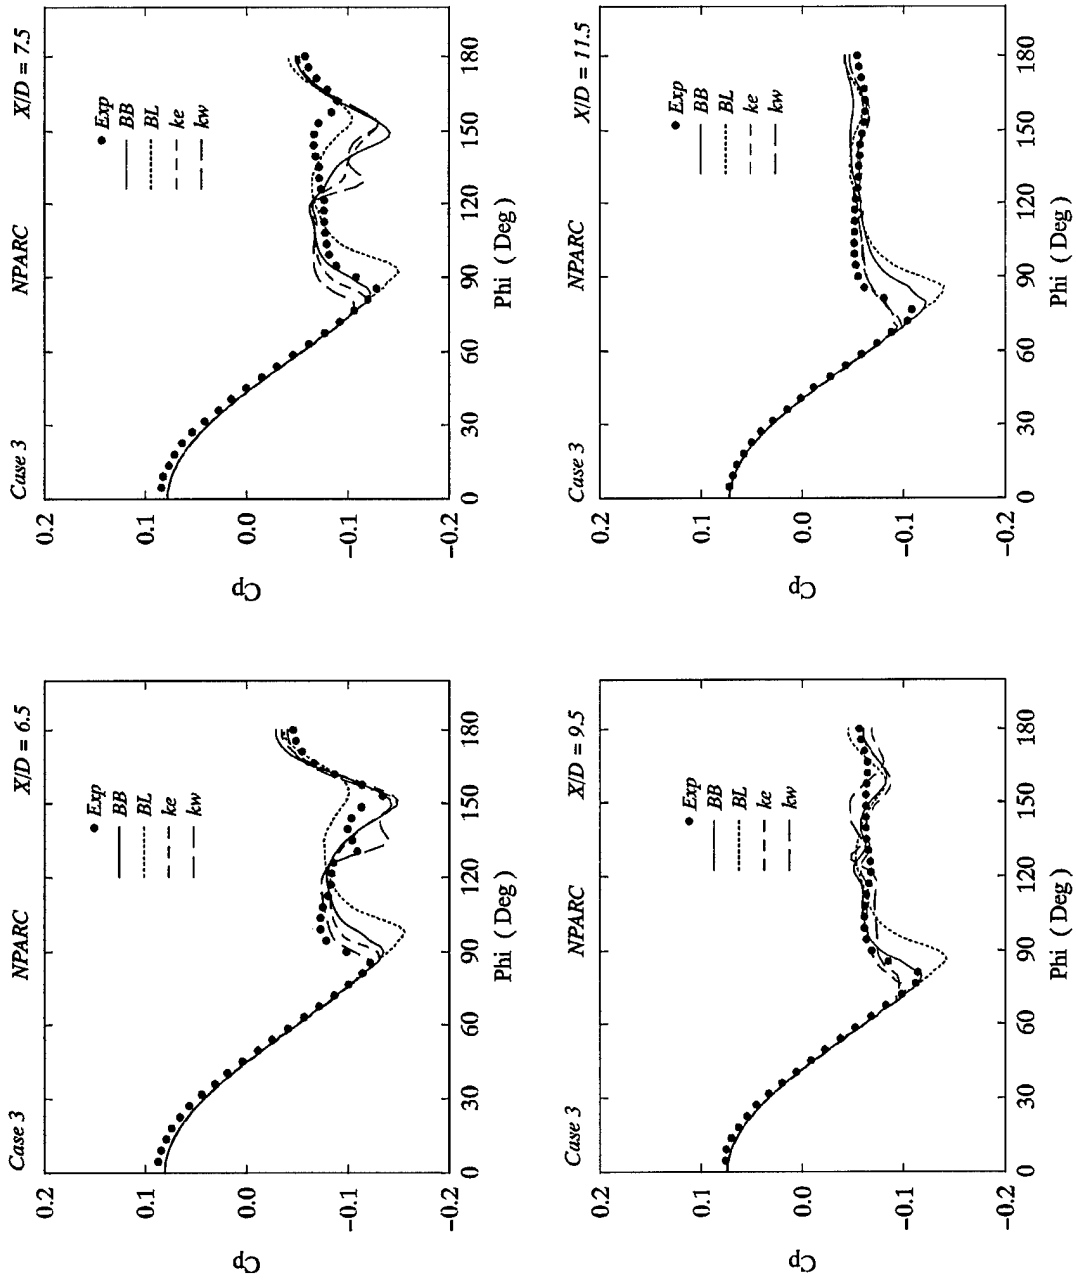 Case 3 NPARC X/D = 6.5
0.2
0.1
0.0
−0.1
−0.2
Cp
Exp
BB
BL
ke
kw
0 30 60 90 120 150 180
Phi ( Deg )
Case 3 NPARC X/D = 7.5
0.2
0.1
0.0
−0.1
−0.2
Cp
Exp
BB
BL
ke
kw
0 30 60 90 120 150 180
Phi ( Deg )
Case 3 NPARC X/D = 9.5
0.2
0.1
0.0
−0.1
−0.2
Cp
Exp
BB
BL
ke
kw
0 30 60 90 120 150 180
Phi ( Deg )
Case 3 NPARC X/D = 11.5
0.2
0.1
0.0
−0.1
−0.2
Cp
Exp
BB
BL
ke
kw
0 30 60 90 120 150 180
Phi ( Deg )